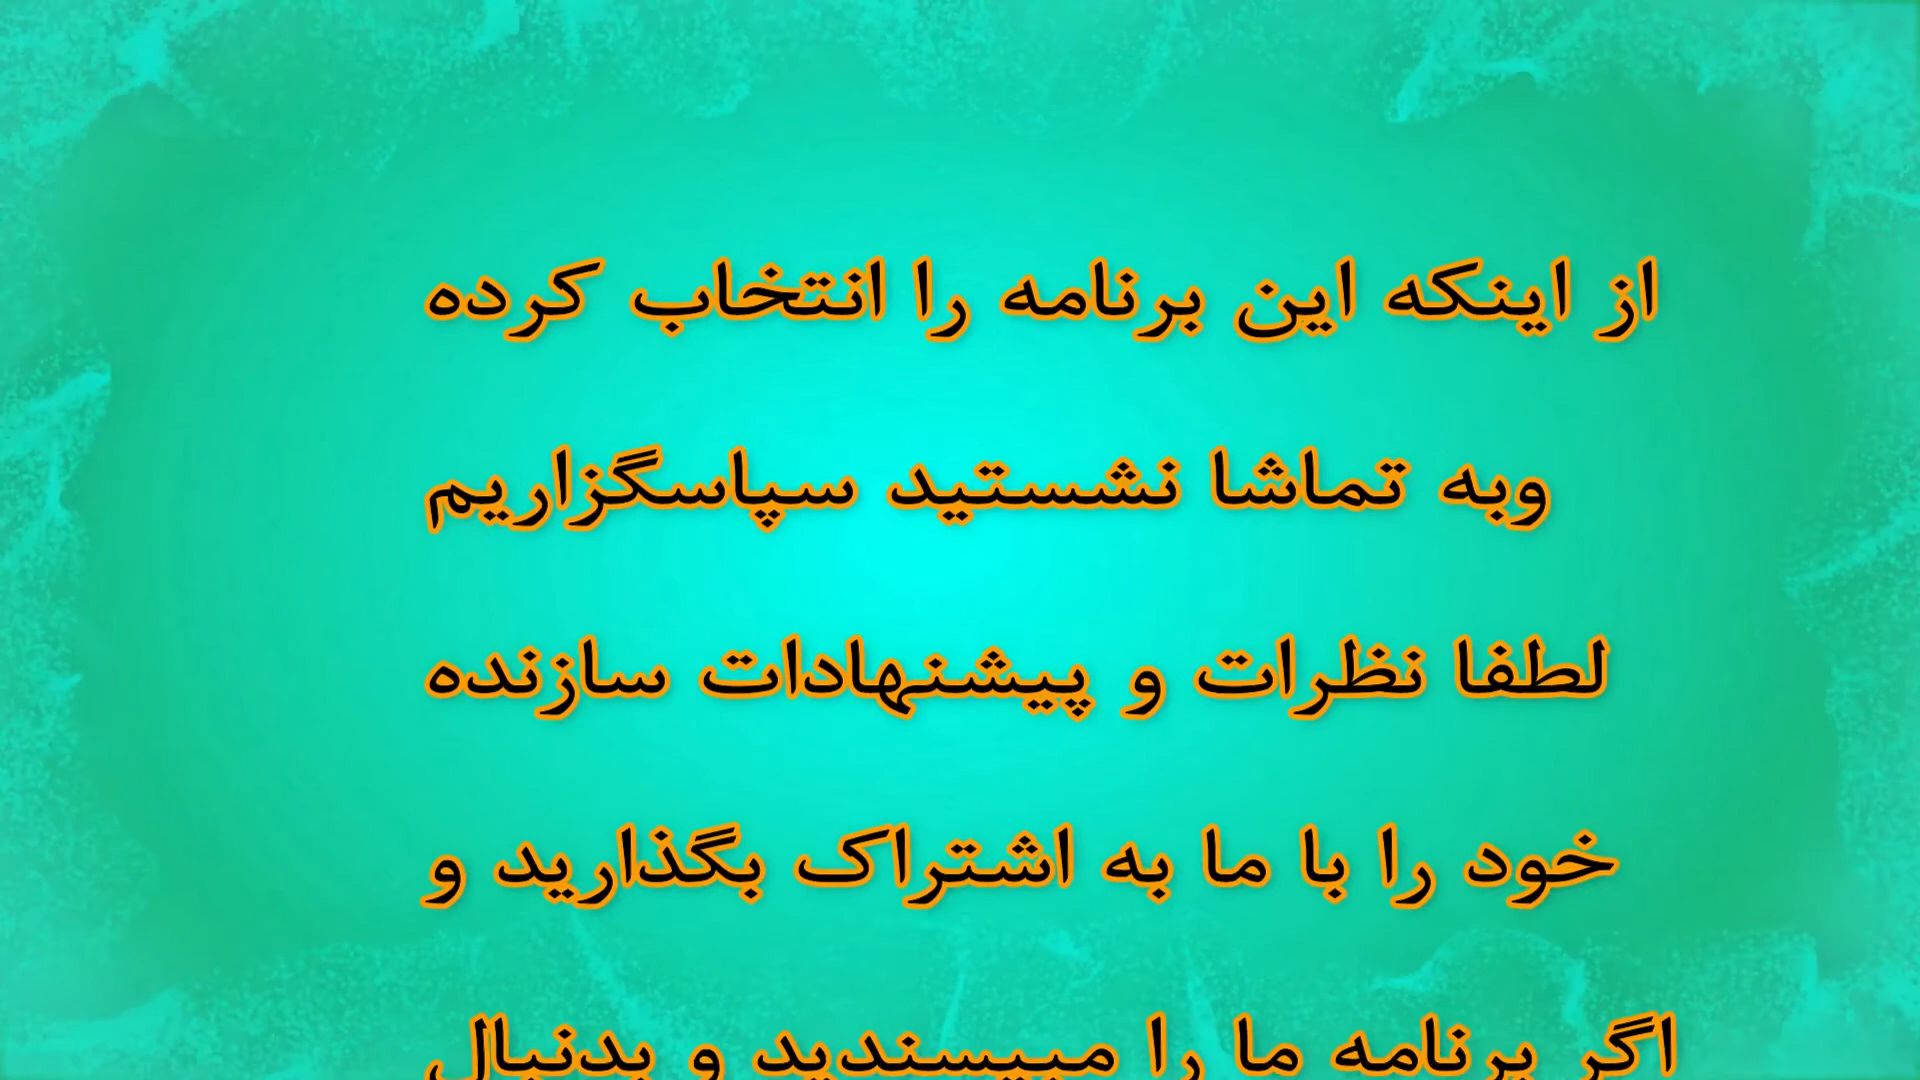 از اینکه این برنامه را انتخاب کرده
وبه تماشا نشستید سپاسگزاریم
لطفا نظرات و پیشنهادات سازنده
خود را با ما به اشتراک بگذارید و
اگر برنامه ما را میپسندید و بدنبال